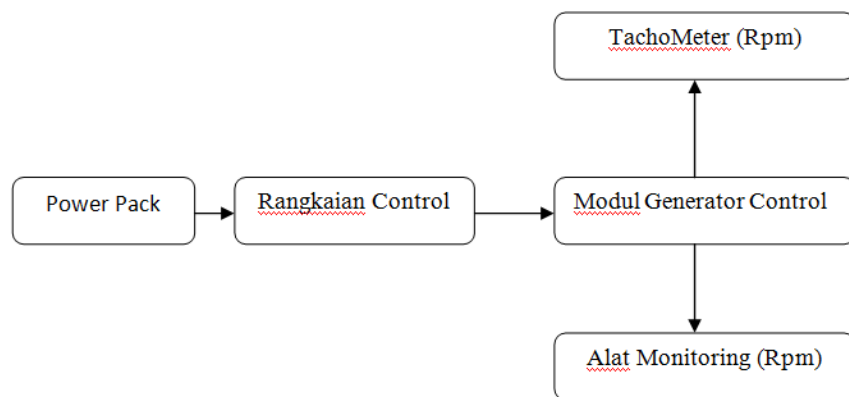 TachoMeter (Rpm)
Power Pack
Rangkaian Control
Modul Generator Control
Alat Monitoring (Rpm)